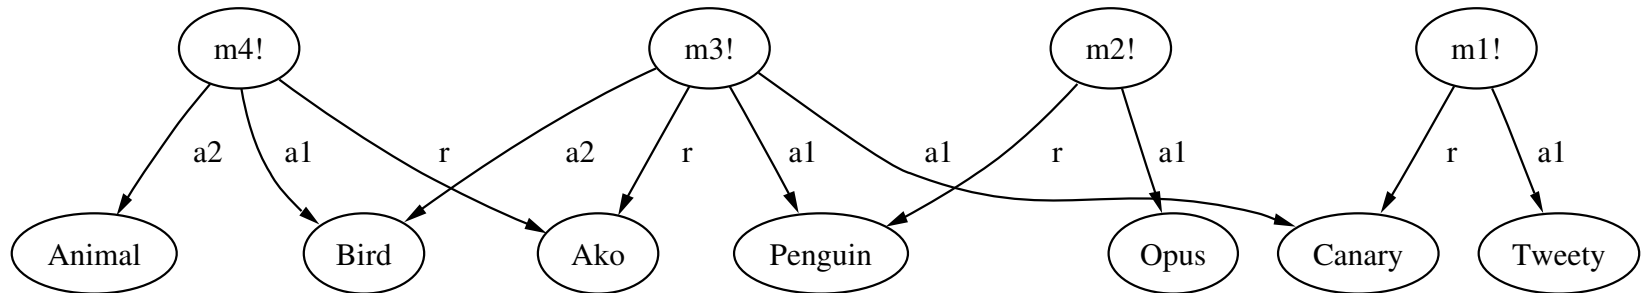 m4! m3! m2! m1!
a2 a1 r a2 r a1 a1 r a1 r a1
Animal Bird Ako Penguin Opus Canary Tweety